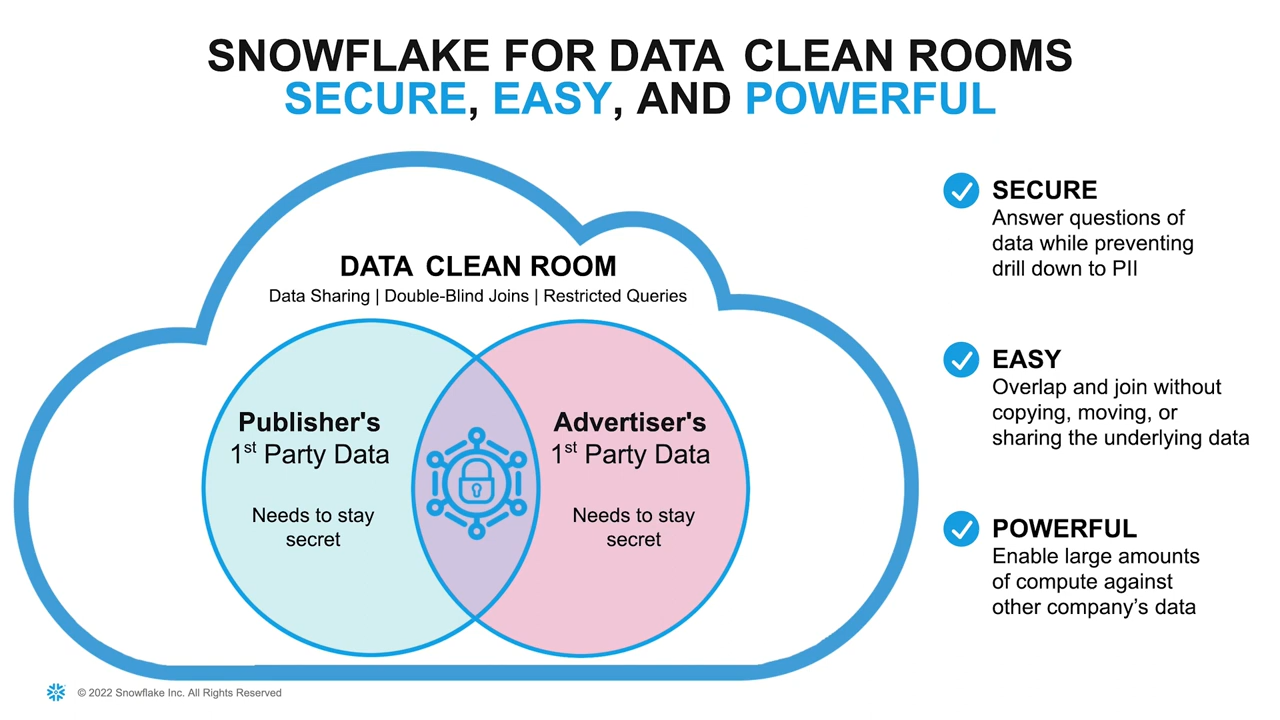 SNOWFLAKE FOR DATA CLEAN ROOMS
SECURE, EASY, AND POWERFUL
DATA CLEAN ROOM
Data Sharing | Double-Blind Joins | Restricted Queries
Publisher's
1st Party Data
Needs to stay
secret
Advertiser's
1st Party Data
Needs to stay
secret
SECURE
Answer questions of
data while preventing
drill down to PII
EASY
Overlap and join without
copying, moving, or
sharing the underlying data
POWERFUL
Enable large amounts
of compute against
other company’s data
© 2022 Snowflake Inc. All Rights Reserved